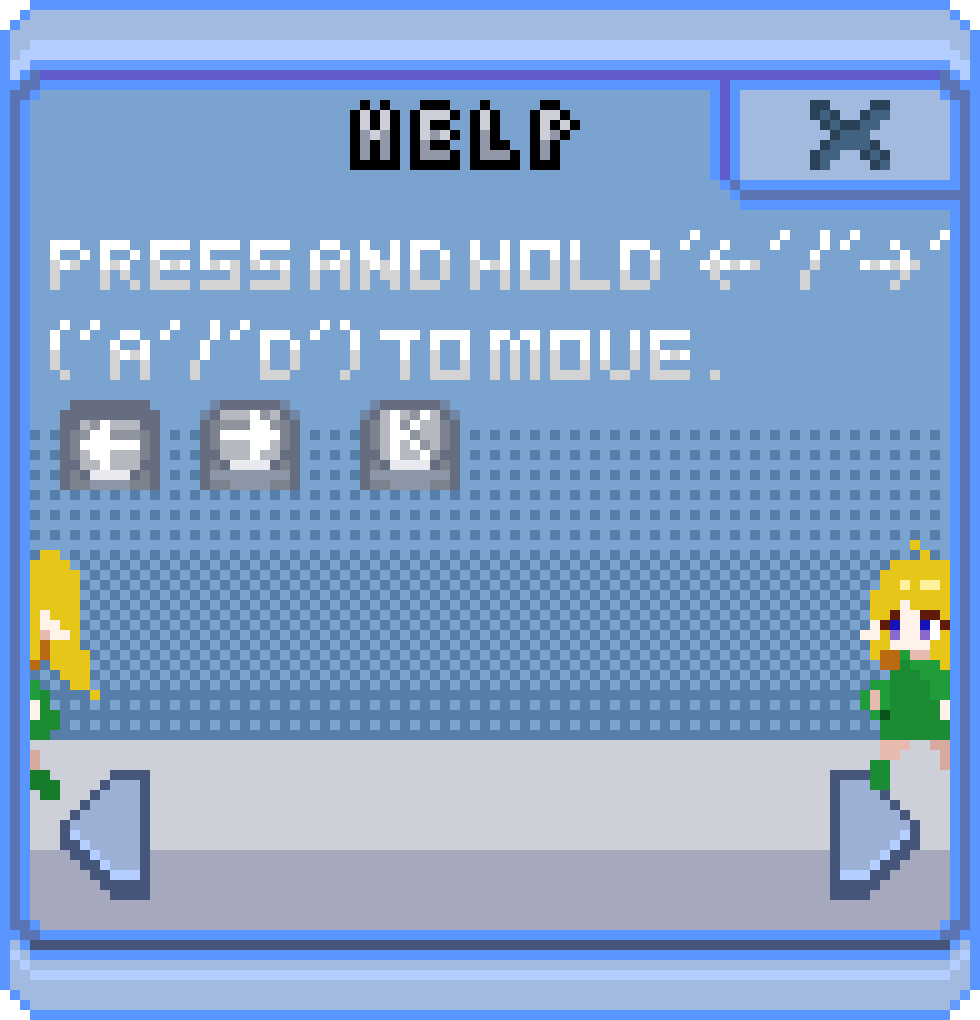 HELP
PRESS AND HOLD '←'/'→'
('A'/'D') TO MOVE.
← → K